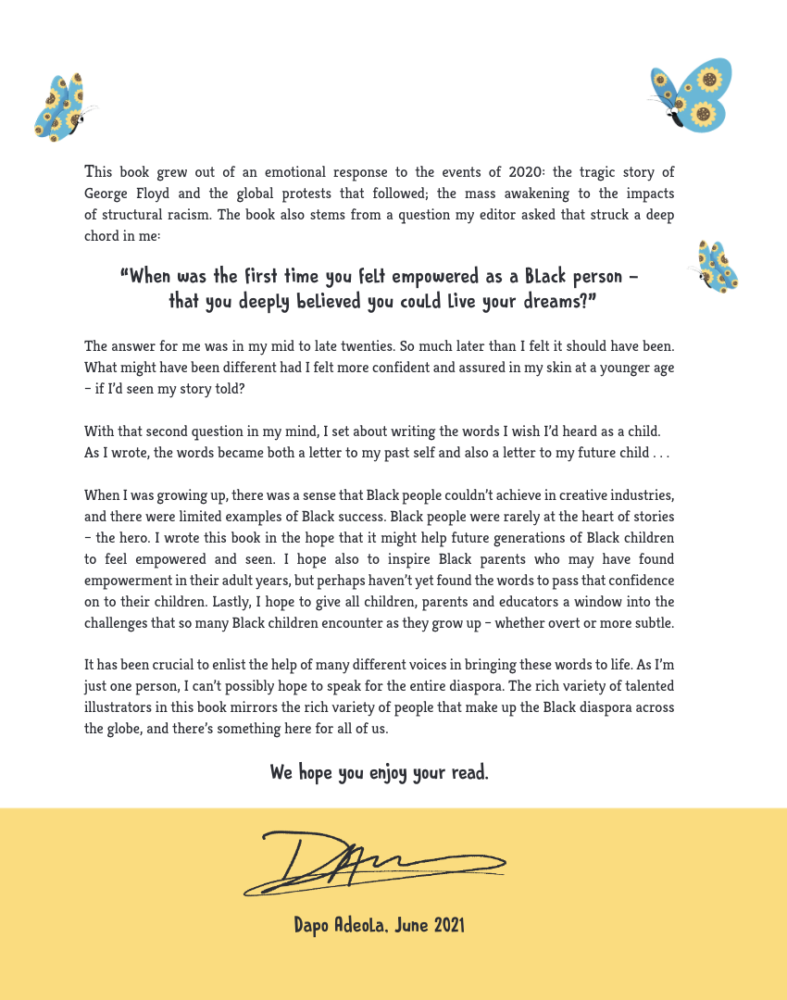 This book grew out of an emotional response to the events of 2020: the tragic story of
George Floyd and the global protests that followed; the mass awakening to the impacts
of structural racism. The book also stems from a question my editor asked that struck a deep
chord in me:
“When was the first time you felt empowered as a Black person –
that you deeply believed you could live your dreams?”
The answer for me was in my mid to late twenties. So much later than I felt it should have been.
What might have been different had I felt more confident and assured in my skin at a younger age
– if I’d seen my story told?
With that second question in my mind, I set about writing the words I wish I’d heard as a child.
As I wrote, the words became both a letter to my past self and also a letter to my future child . . .
When I was growing up, there was a sense that Black people couldn’t achieve in creative industries,
and there were limited examples of Black success. Black people were rarely at the heart of stories
– the hero. I wrote this book in the hope that it might help future generations of Black children
to feel empowered and seen. I hope also to inspire Black parents who may have found
empowerment in their adult years, but perhaps haven’t yet found the words to pass that confidence
on to their children. Lastly, I hope to give all children, parents and educators a window into the
challenges that so many Black children encounter as they grow up – whether overt or more subtle.
It has been crucial to enlist the help of many different voices in bringing these words to life. As I’m
just one person, I can’t possibly hope to speak for the entire diaspora. The rich variety of talented
illustrators in this book mirrors the rich variety of people that make up the Black diaspora across
the globe, and there’s something here for all of us.
We hope you enjoy your read.
Dapo Adeola, June 2021